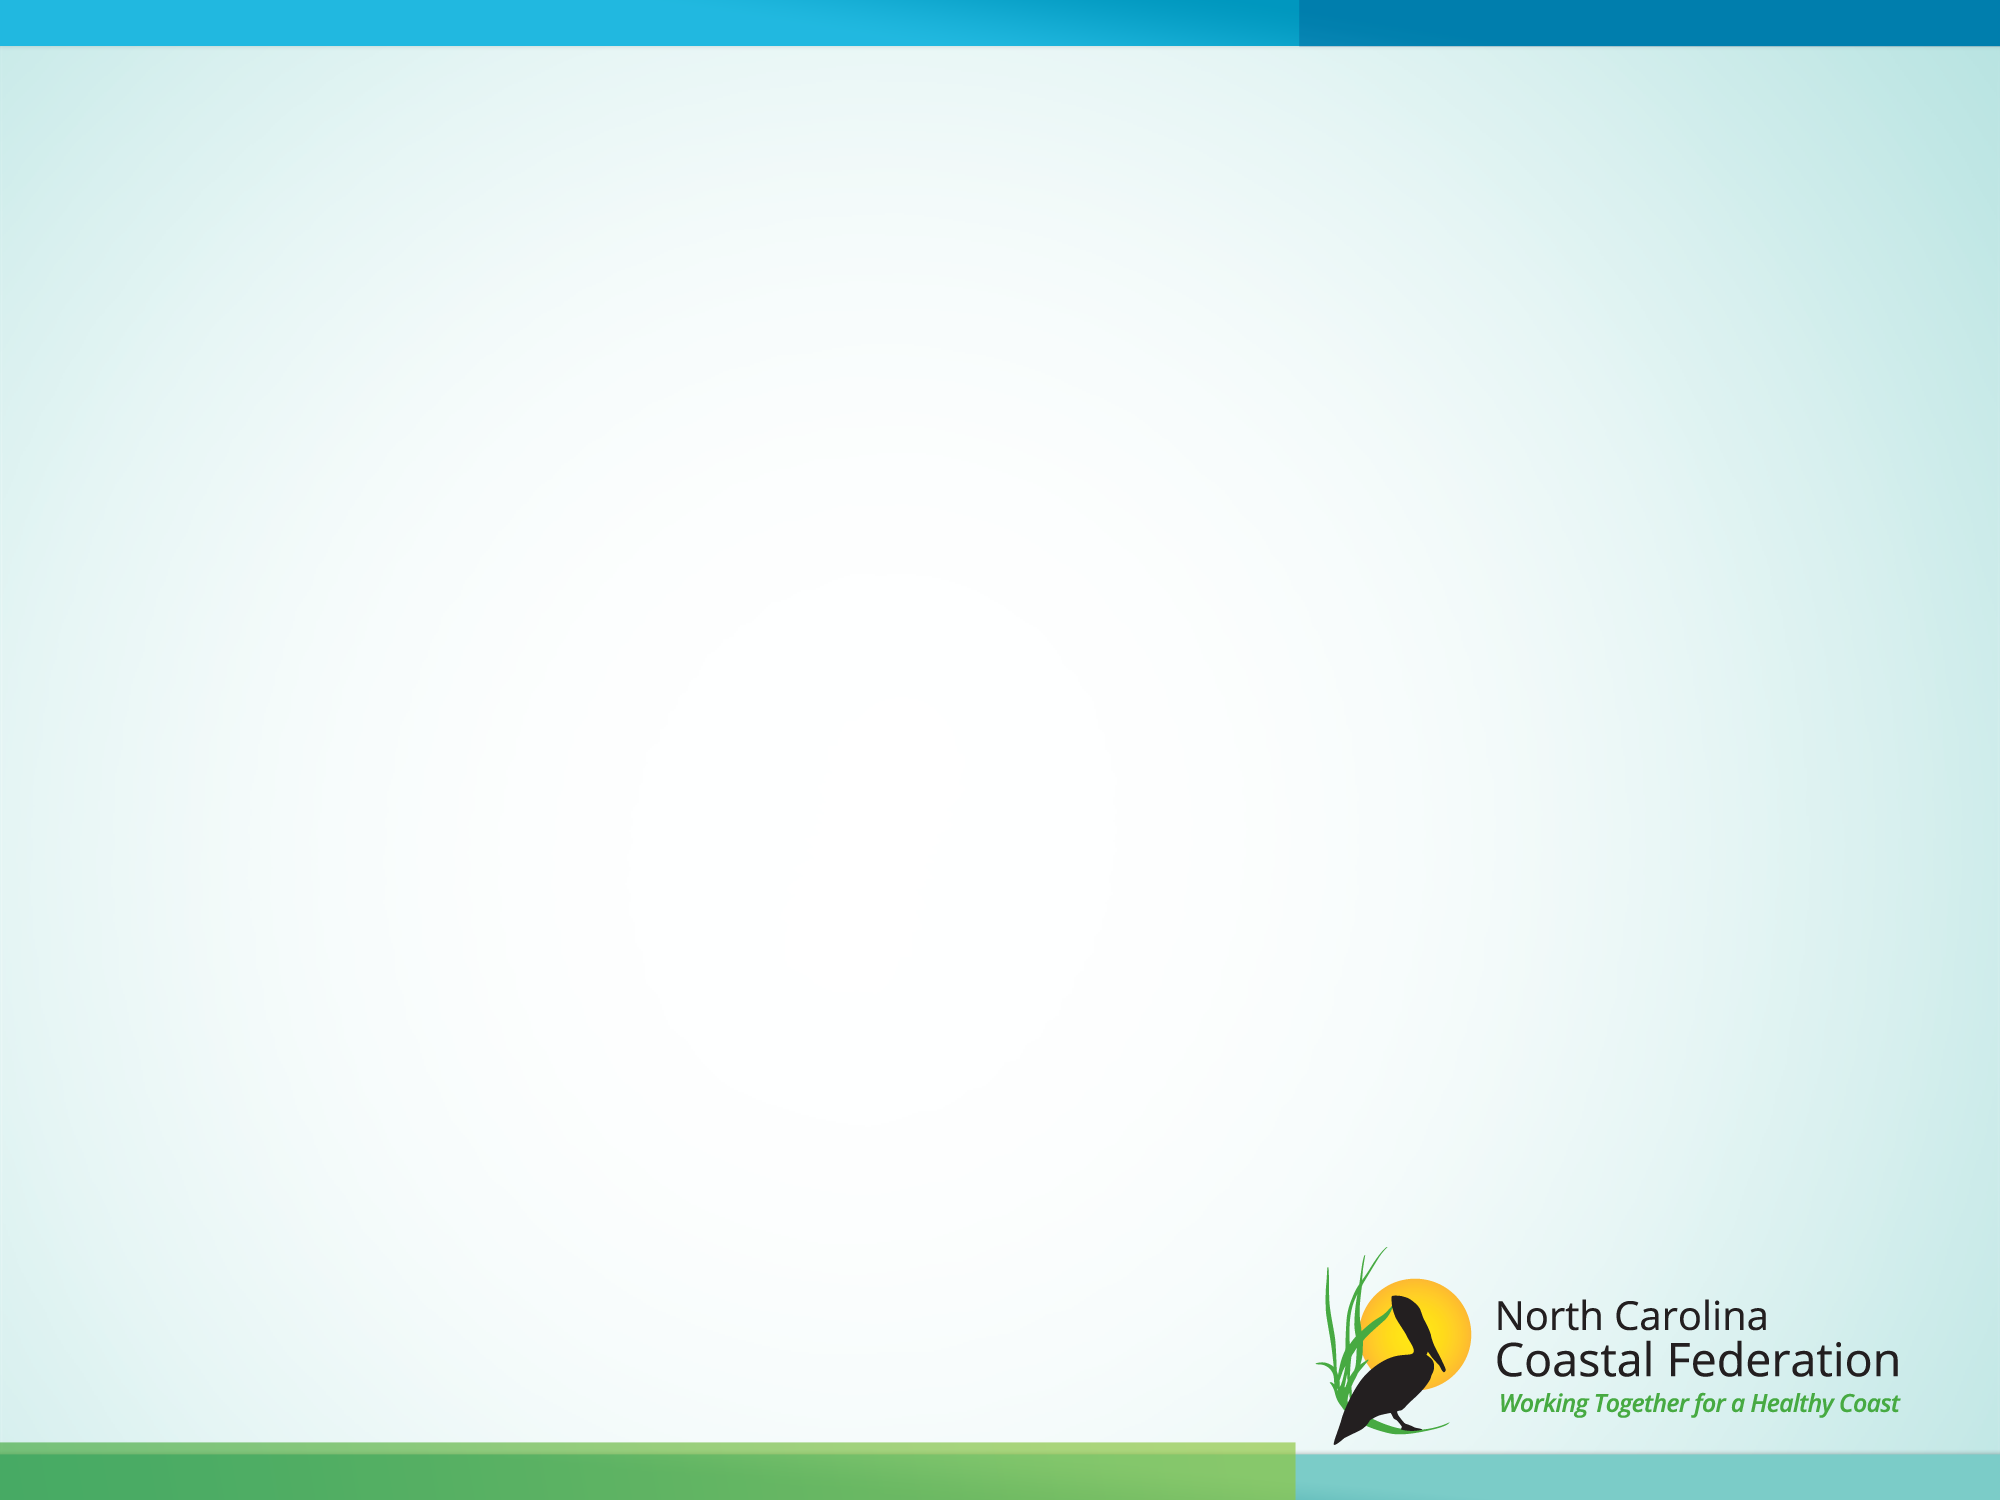 North Carolina
Coastal Federation
Working Together for a Healthy Coast